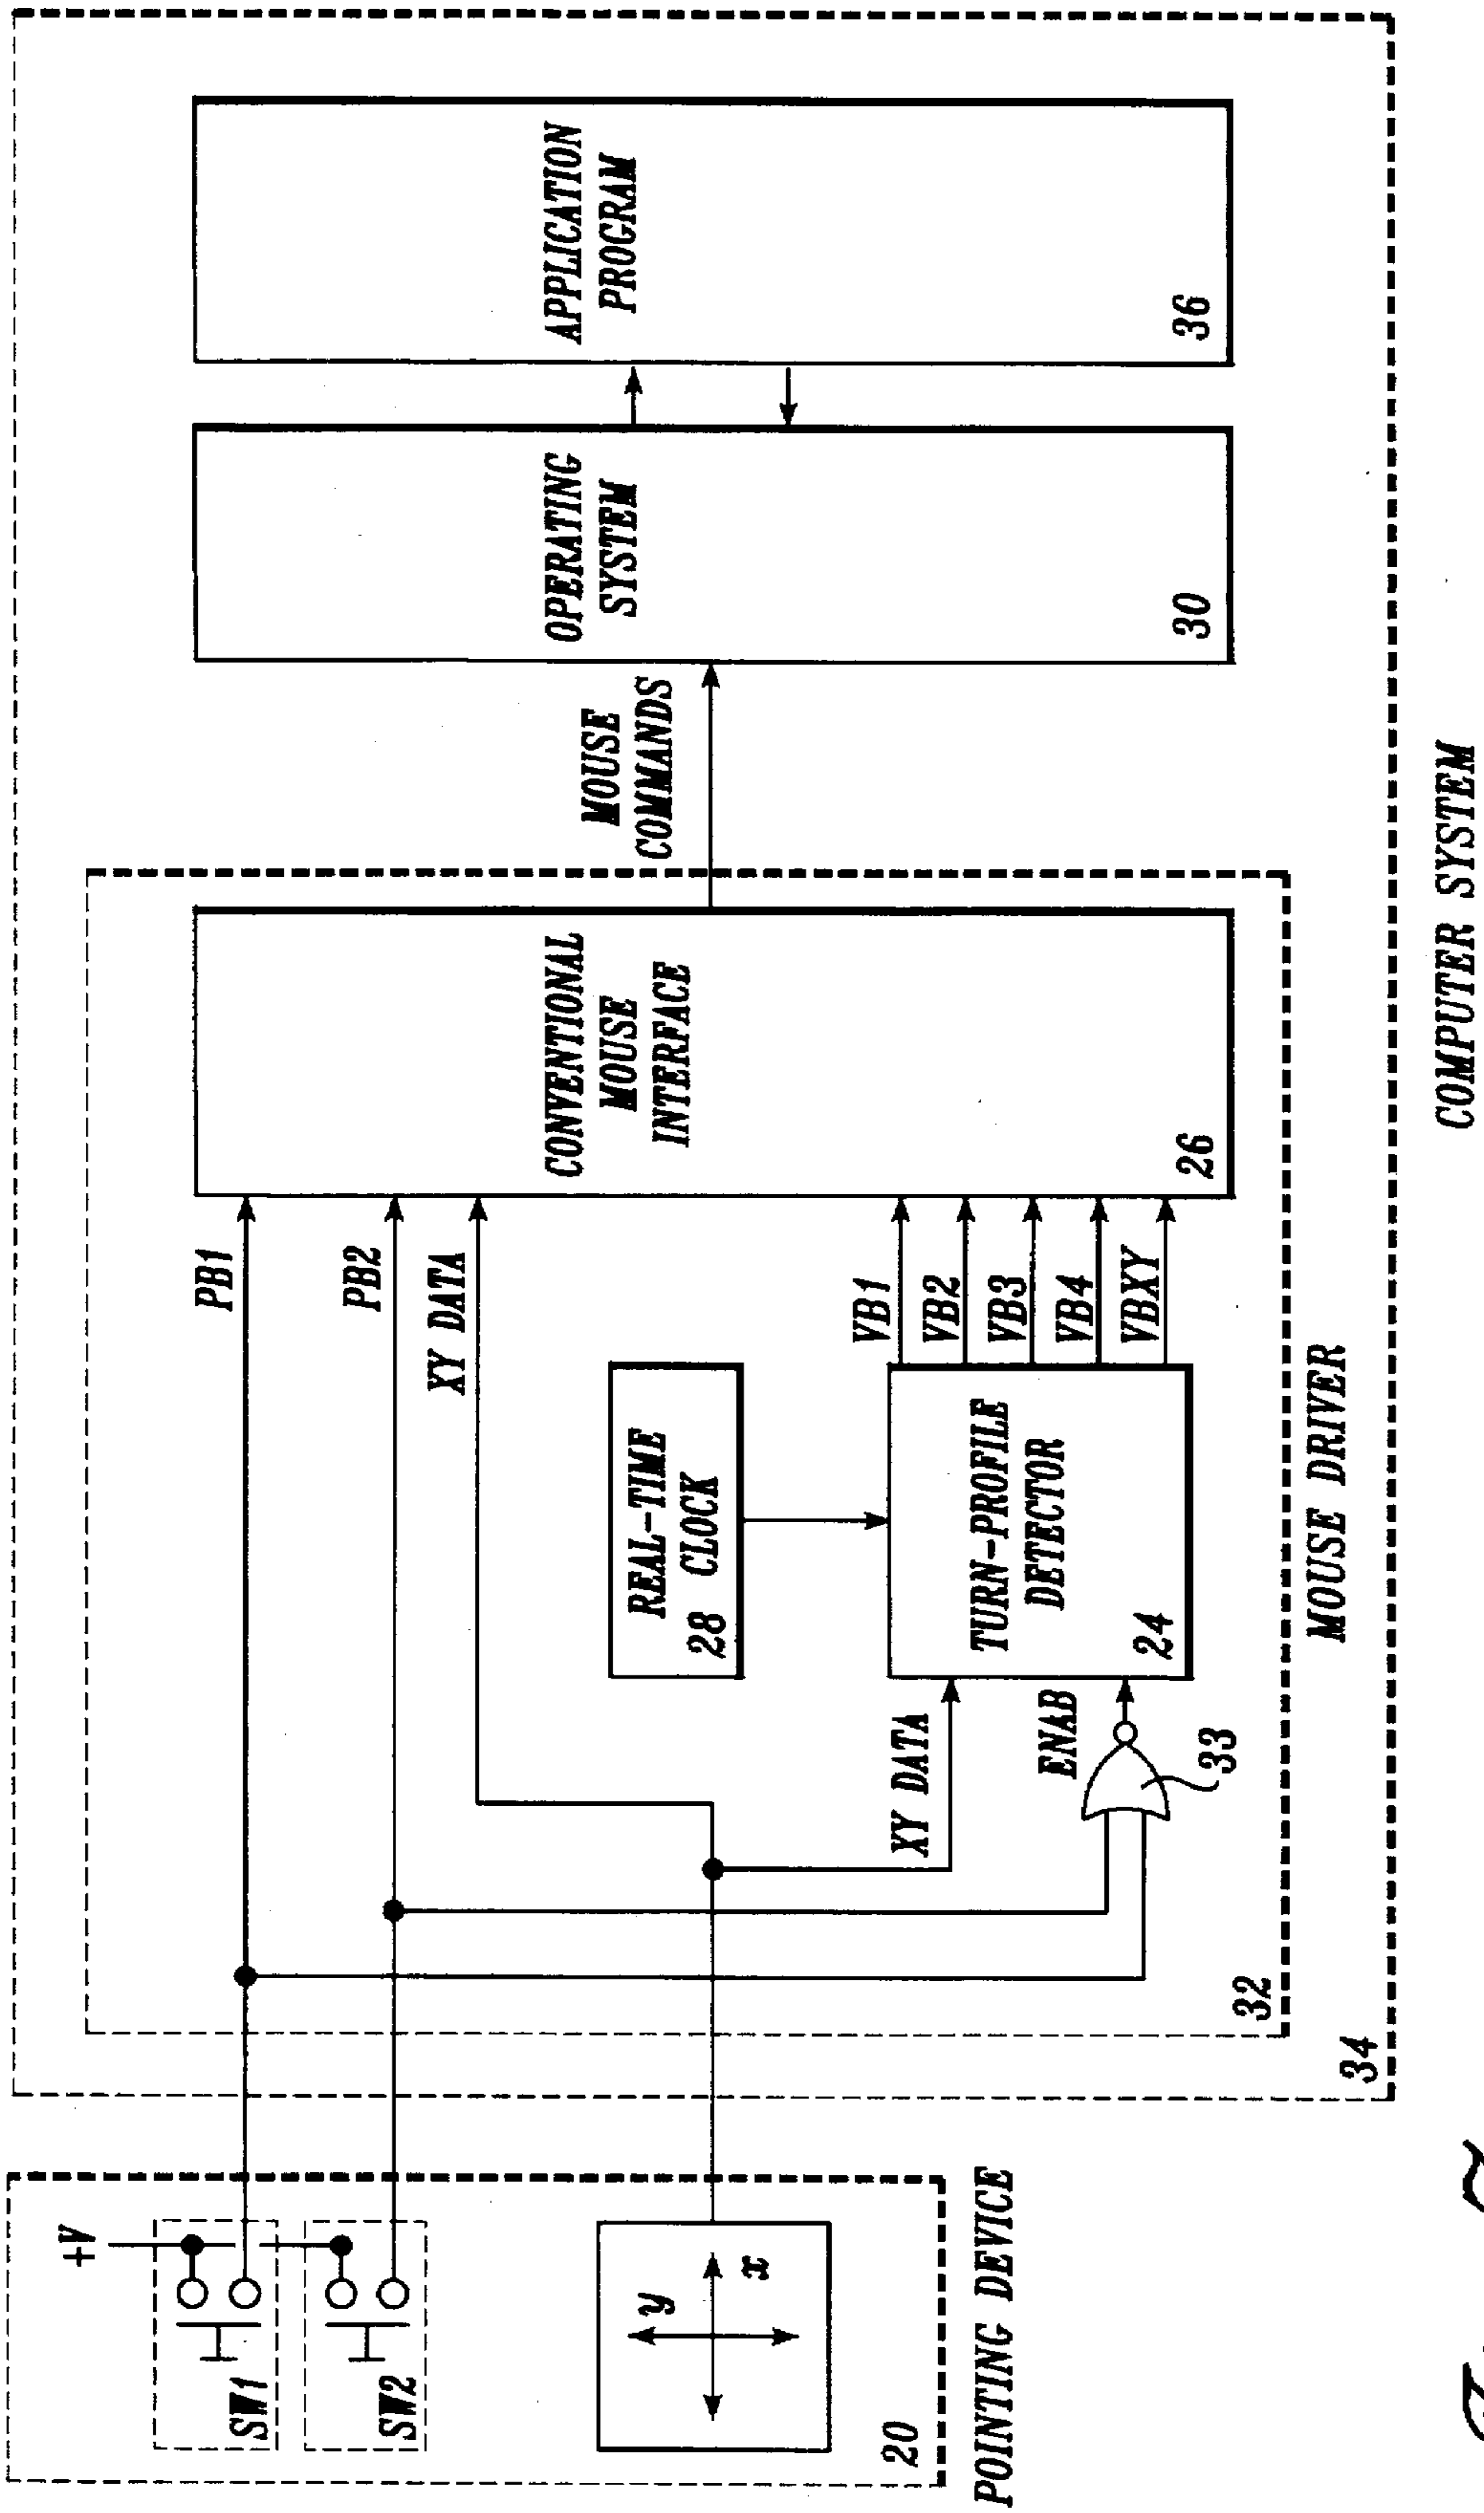 +V
SW1
SW2
y
x
20
POINTING DEVICE
PB1
PB2
XY DATA
REAL-TIME
28 CLOCK
XY DATA
ENAB
33
TURN-PROFILE
DETECTOR
24
VB1
VB2
VB3
VB4
VBXY
CONVENTIONAL
MOUSE
INTERFACE
26
32
MOUSE DRIVER
MOUSE
COMMANDS
OPERATING
SYSTEM
30
APPLICATION
PROGRAM
36
34
COMPUTER SYSTEM